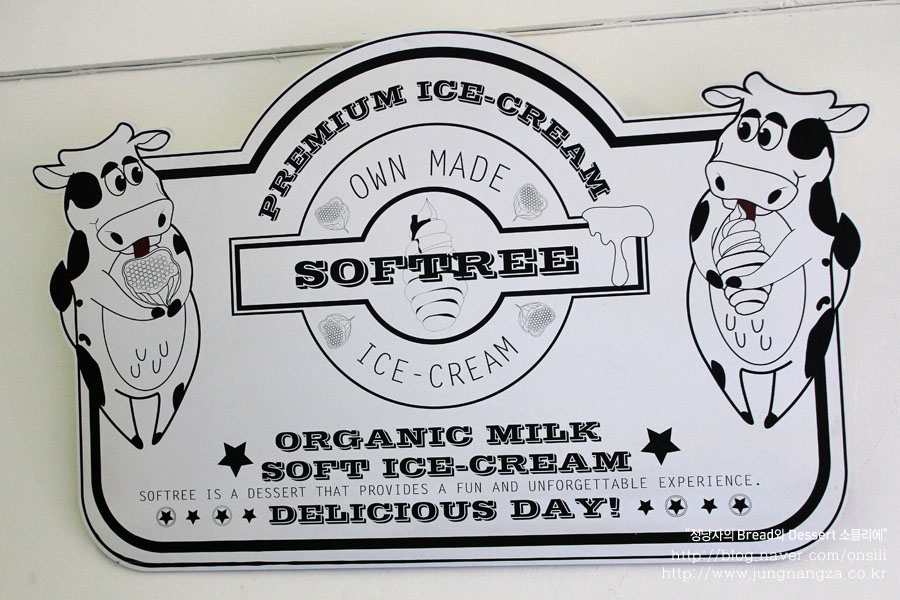 PREMIUM ICE-CREAM
OWN MADE
SOFTREE
ICE-CREAM
ORGANIC MILK
SOFT ICE-CREAM
SOFTREE IS A DESSERT THAT PROVIDES A FUN AND UNFORGETTABLE EXPERIENCE.
DELICIOUS DAY!
"정낭자의 Bread와 Dessert 소믈리에"
http://blog.naver.com/onsili
http://www.jungnangza.co.kr